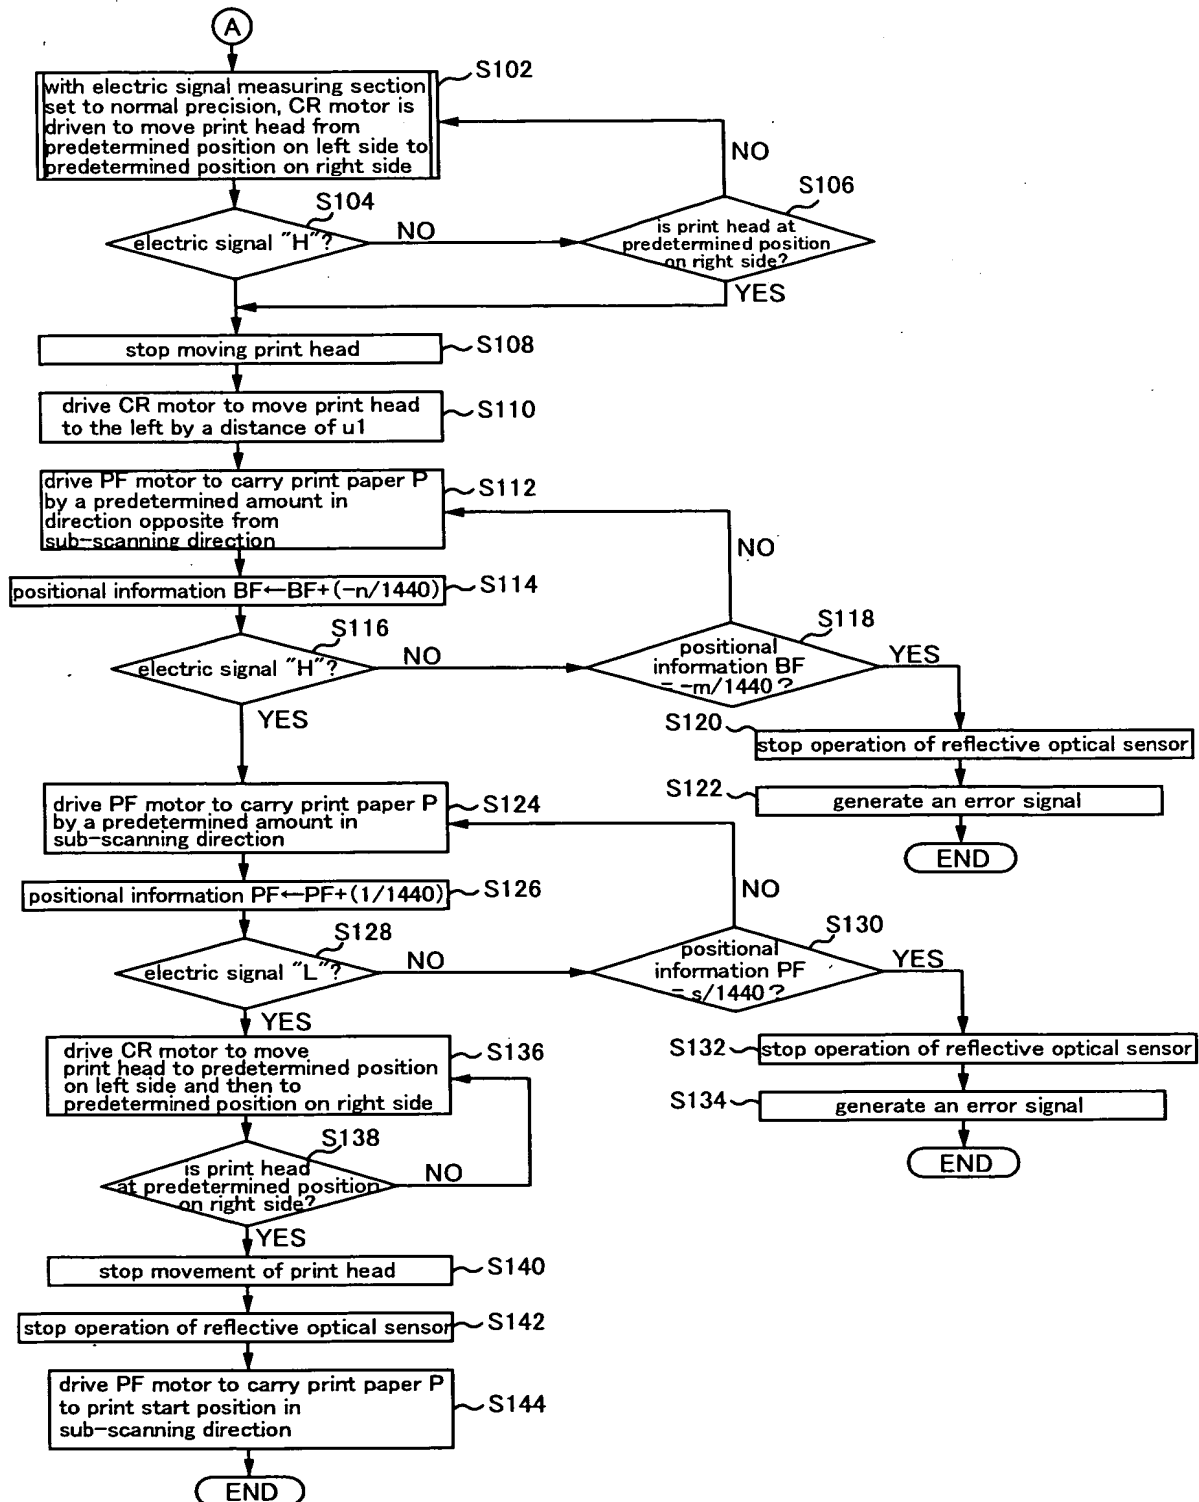 A
S102
with electric signal measuring section
set to normal precision, CR motor is
driven to move print head from
predetermined position on left side to
predetermined position on right side
NO
S104
S106
electric signal "H"?
NO
is print head at
predetermined position
on right side?
YES
stop moving print head
S108
drive CR motor to move print head
to the left by a distance of u1
S110
drive PF motor to carry print paper P
by a predetermined amount in
direction opposite from
sub-scanning direction
S112
NO
positional information BF←BF+(-n/1440)
S114
S116
S118
electric signal "H"?
NO
positional
information BF
= -m/1440?
YES
YES
S120
stop operation of reflective optical sensor
S122
generate an error signal
END
drive PF motor to carry print paper P
by a predetermined amount in
sub-scanning direction
S124
NO
positional information PF←PF+(1/1440)
S126
S128
S130
electric signal "L"?
NO
positional
information PF
= s/1440?
YES
YES
S132
stop operation of reflective optical sensor
S134
generate an error signal
END
drive CR motor to move
print head to predetermined position
on left side and then to
predetermined position on right side
S136
S138
is print head
at predetermined position
on right side?
NO
YES
stop movement of print head
S140
stop operation of reflective optical sensor
S142
drive PF motor to carry print paper P
to print start position in
sub-scanning direction
S144
END